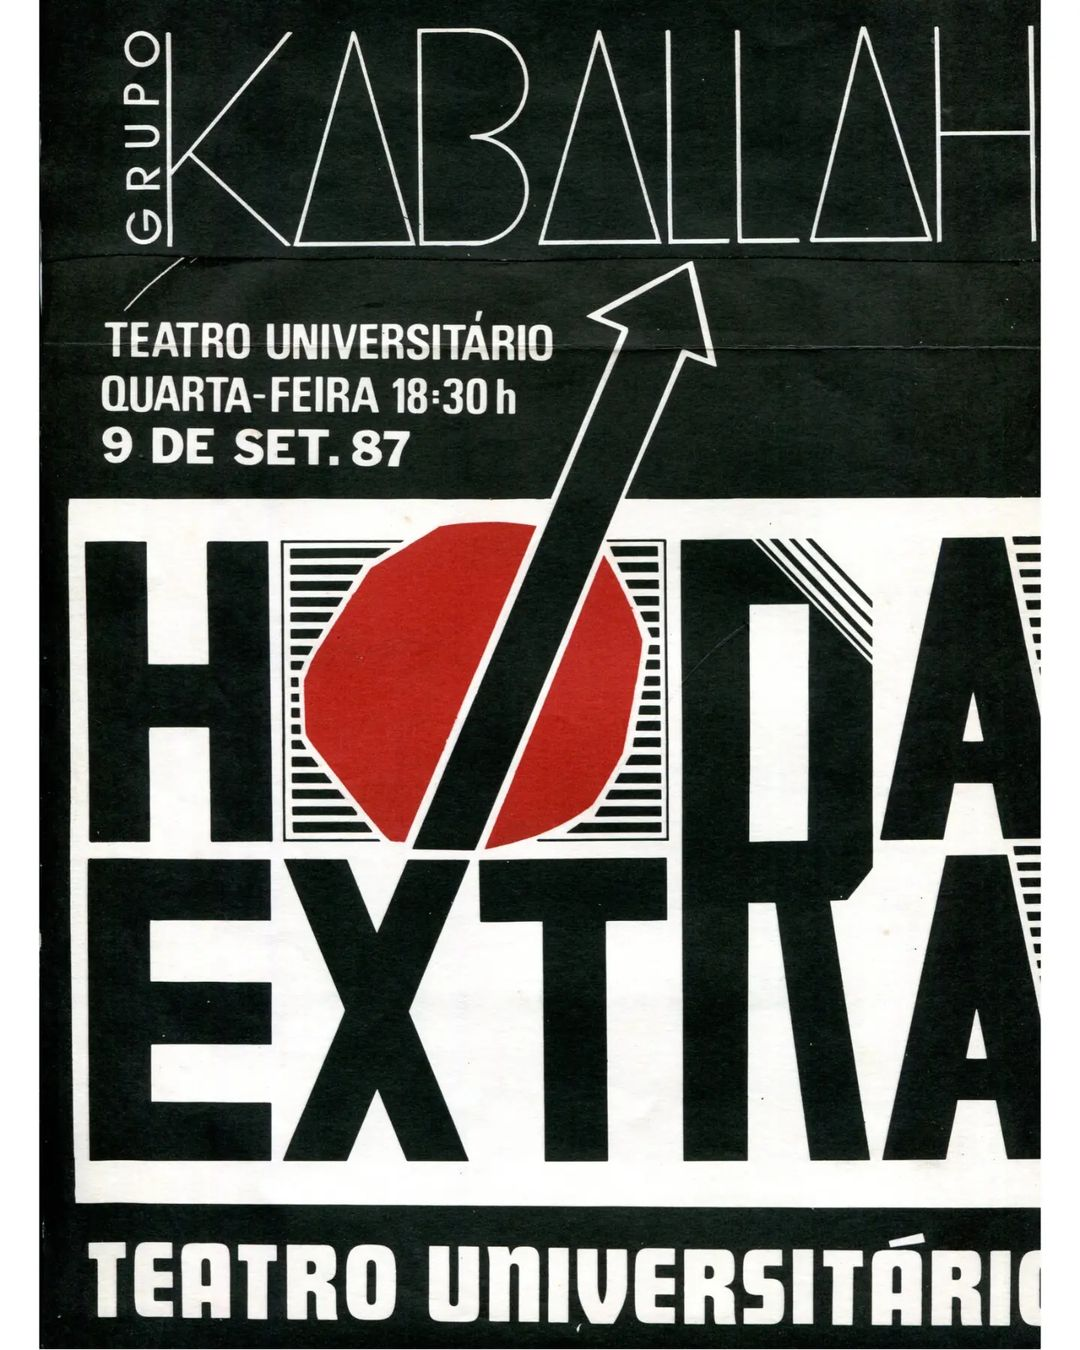 GRUPO
KABALLAH
TEATRO UNIVERSITÁRIO
QUARTA-FEIRA 18:30 h
9 DE SET. 87
HORA
EXTRA
TEATRO UNIVERSITÁRIO